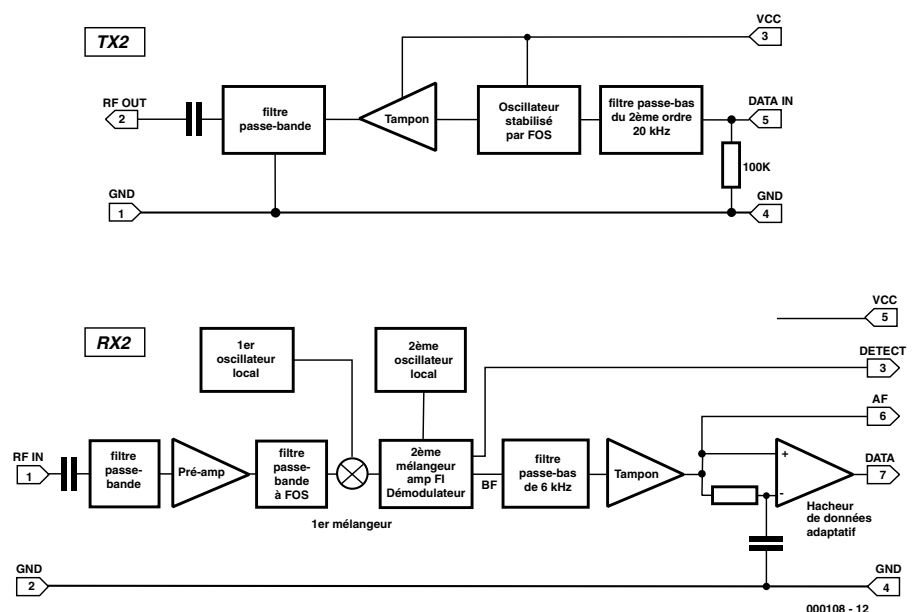 TX2
VCC
3
RF OUT
2
filtre
passe-bande
Tampon
Oscillateur
stabilisé
par FOS
filtre passe-bas
du 2ème ordre
20 kHz
DATA IN
5
100K
GND
1
GND
4
RX2
VCC
5
1er
oscillateur
local
2ème
oscillateur
local
DETECT
3
AF
6
RF IN
1
filtre
passe-
bande
Pré-amp
filtre
passe-
bande
à FOS
1er mélangeur
2ème
mélangeur
amp FI
Démodulateur
BF
filtre
passe-bas
de 6 kHz
Tampon
+
-
DATA
7
Hacheur
de données
adaptatif
GND
2
GND
4
000108 - 12